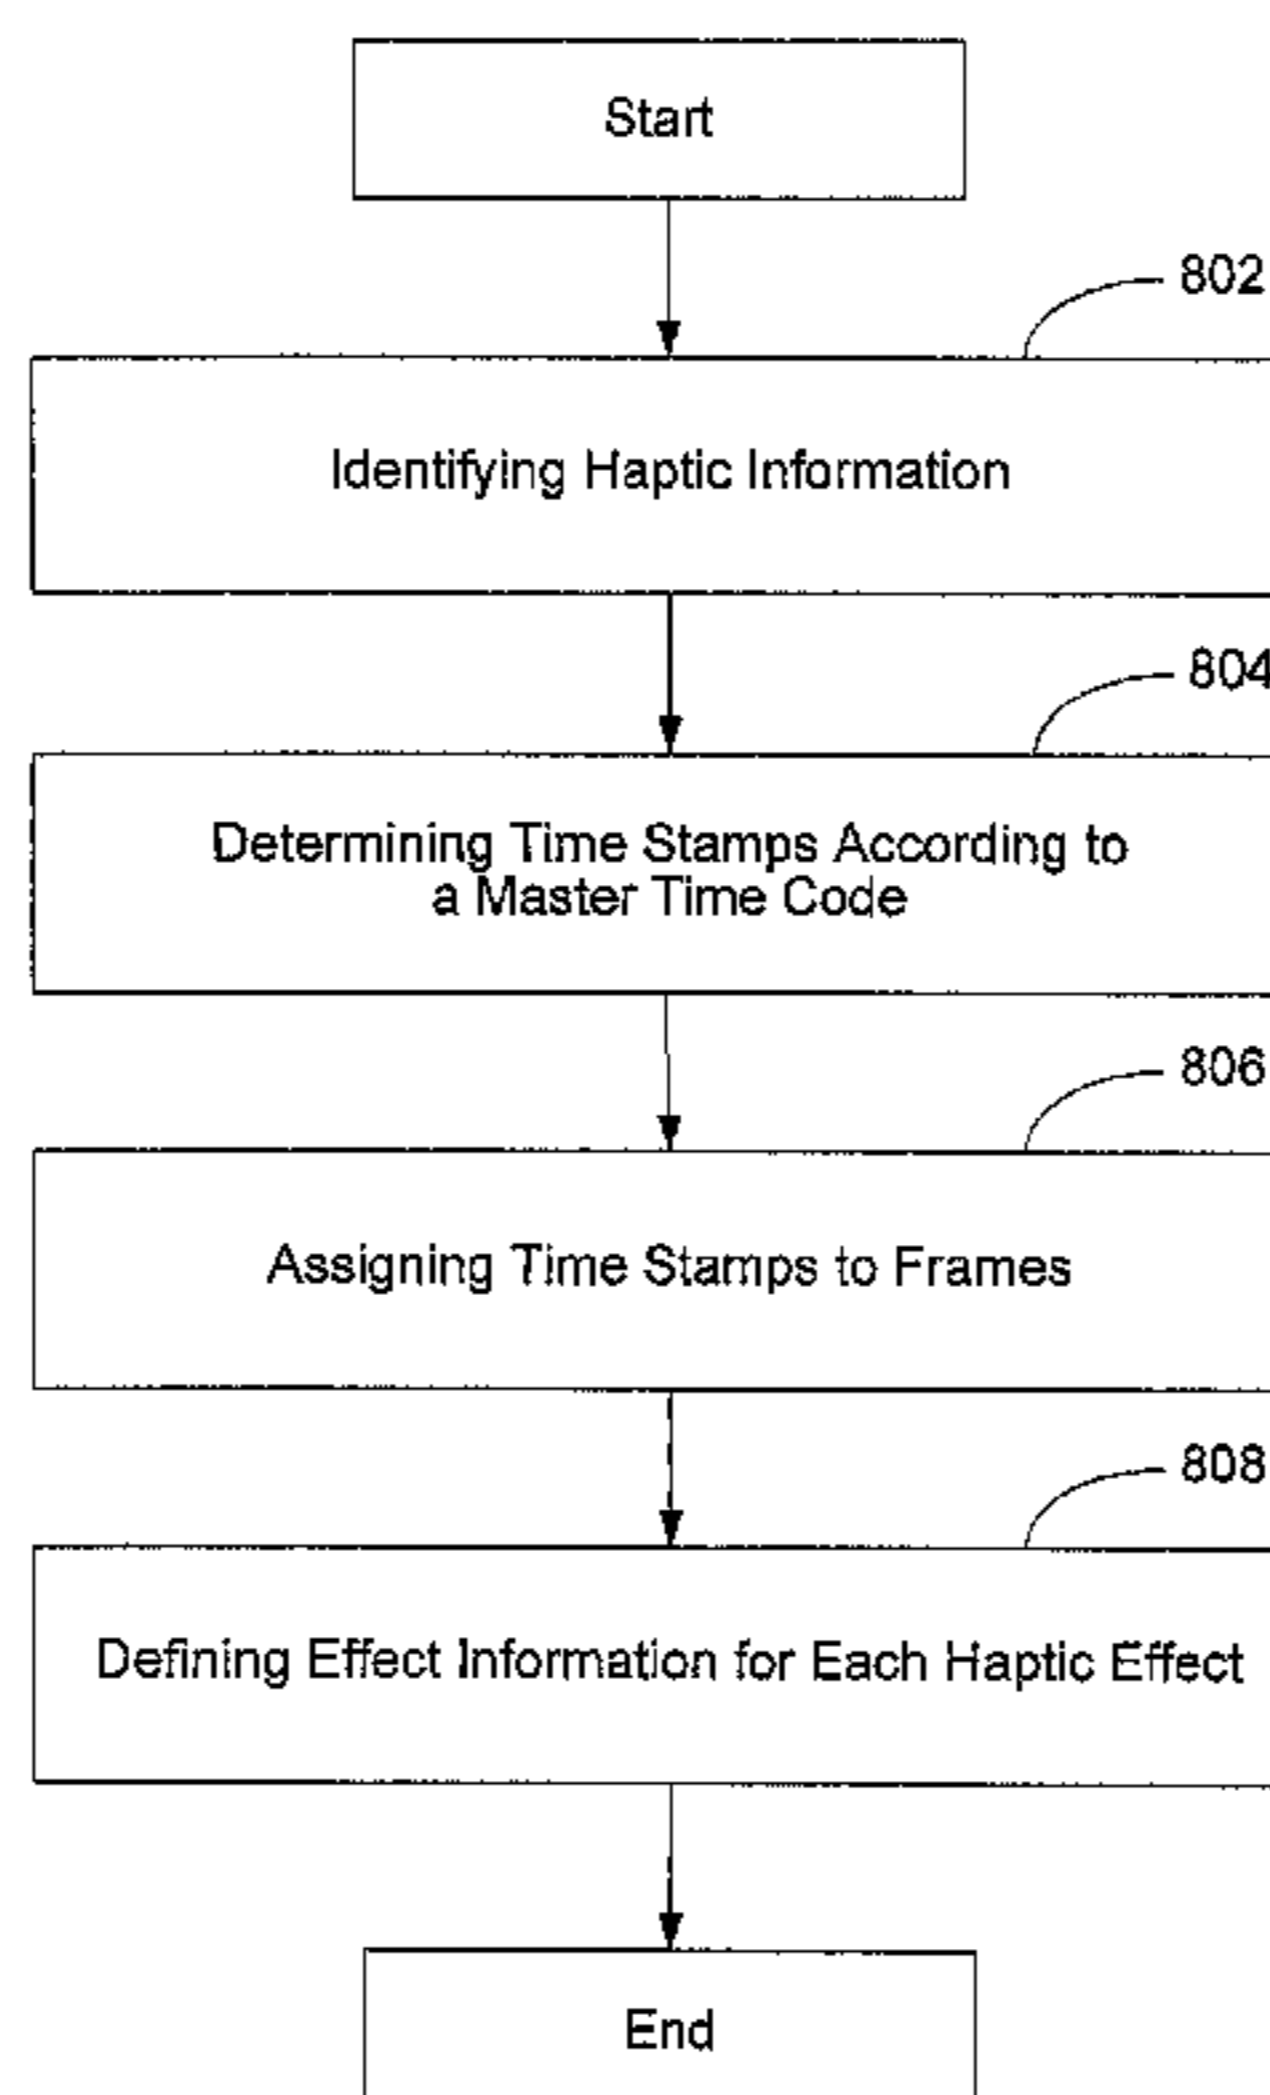 Start
802
Identifying Haptic Information
804
Determining Time Stamps According to
a Master Time Code
806
Assigning Time Stamps to Frames
808
Defining Effect Information for Each Haptic Effect
End